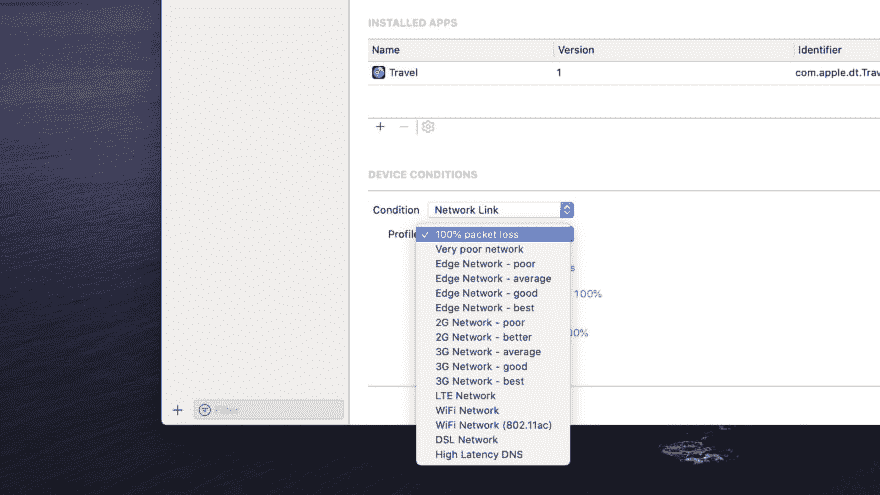 INSTALLED APPS
Name Version Identifier
Travel 1 com.apple.dt.Trav
DEVICE CONDITIONS
Condition Network Link
Profile ✓ 100% packet loss
Very poor network
Edge Network - poor
s
Edge Network - average
Edge Network - good 100%
Edge Network - best
2G Network - poor
00%
2G Network - better
3G Network - average
3G Network - good
3G Network - best
LTE Network
WiFi Network
Filter
WiFi Network (802.11ac)
DSL Network
High Latency DNS